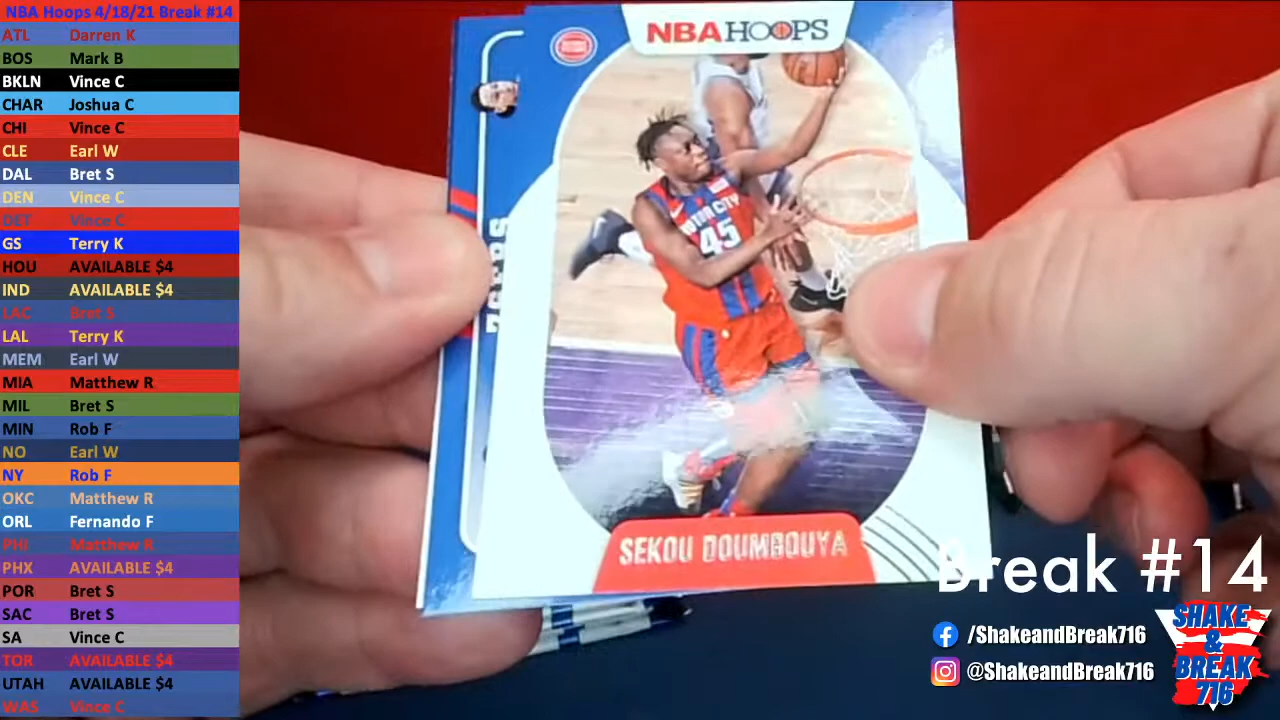 NBA Hoops 4/18/21 Break #14
ATL Darren K
BOS Mark B
BKLN Vince C
CHAR Joshua C
CHI Vince C
CLE Earl W
DAL Bret S
DEN Vince C
DET Vince C
GS Terry K
HOU AVAILABLE $4
IND AVAILABLE $4
LAC Bret S
LAL Terry K
MEM Earl W
MIA Matthew R
MIL Bret S
MIN Rob F
NO Earl W
NY Rob F
OKC Matthew R
ORL Fernando F
PHI Matthew R
PHX AVAILABLE $4
POR Bret S
SAC Bret S
SA Vince C
TOR AVAILABLE $4
UTAH AVAILABLE $4
WAS Vince C
NBA HOOPS
MOTOR CITY
45
SEKOU DOUMBOUYA
Break #14
/ShakeandBreak716
@ShakeandBreak716
SHAKE
&
BREAK
716